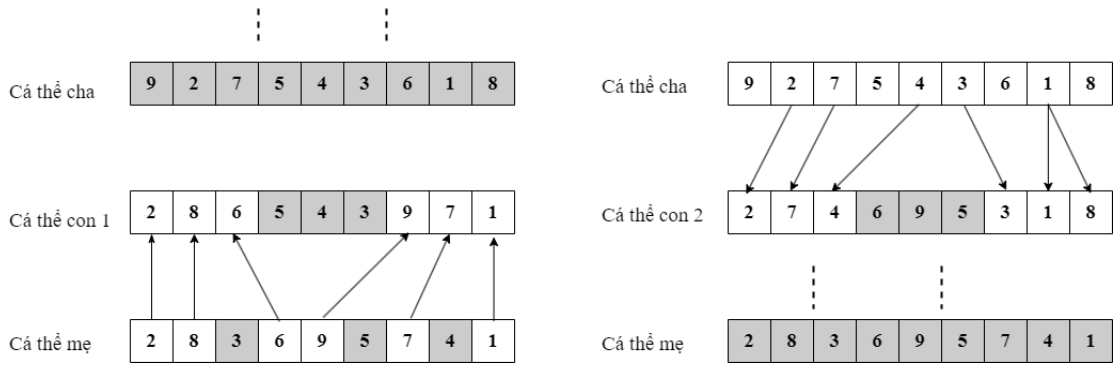 Cá thể cha 9 2 7 5 4 3 6 1 8
Cá thể con 1 2 8 6 5 4 3 9 7 1
Cá thể mẹ 2 8 3 6 9 5 7 4 1
Cá thể cha 9 2 7 5 4 3 6 1 8
Cá thể con 2 2 7 4 6 9 5 3 1 8
Cá thể mẹ 2 8 3 6 9 5 7 4 1